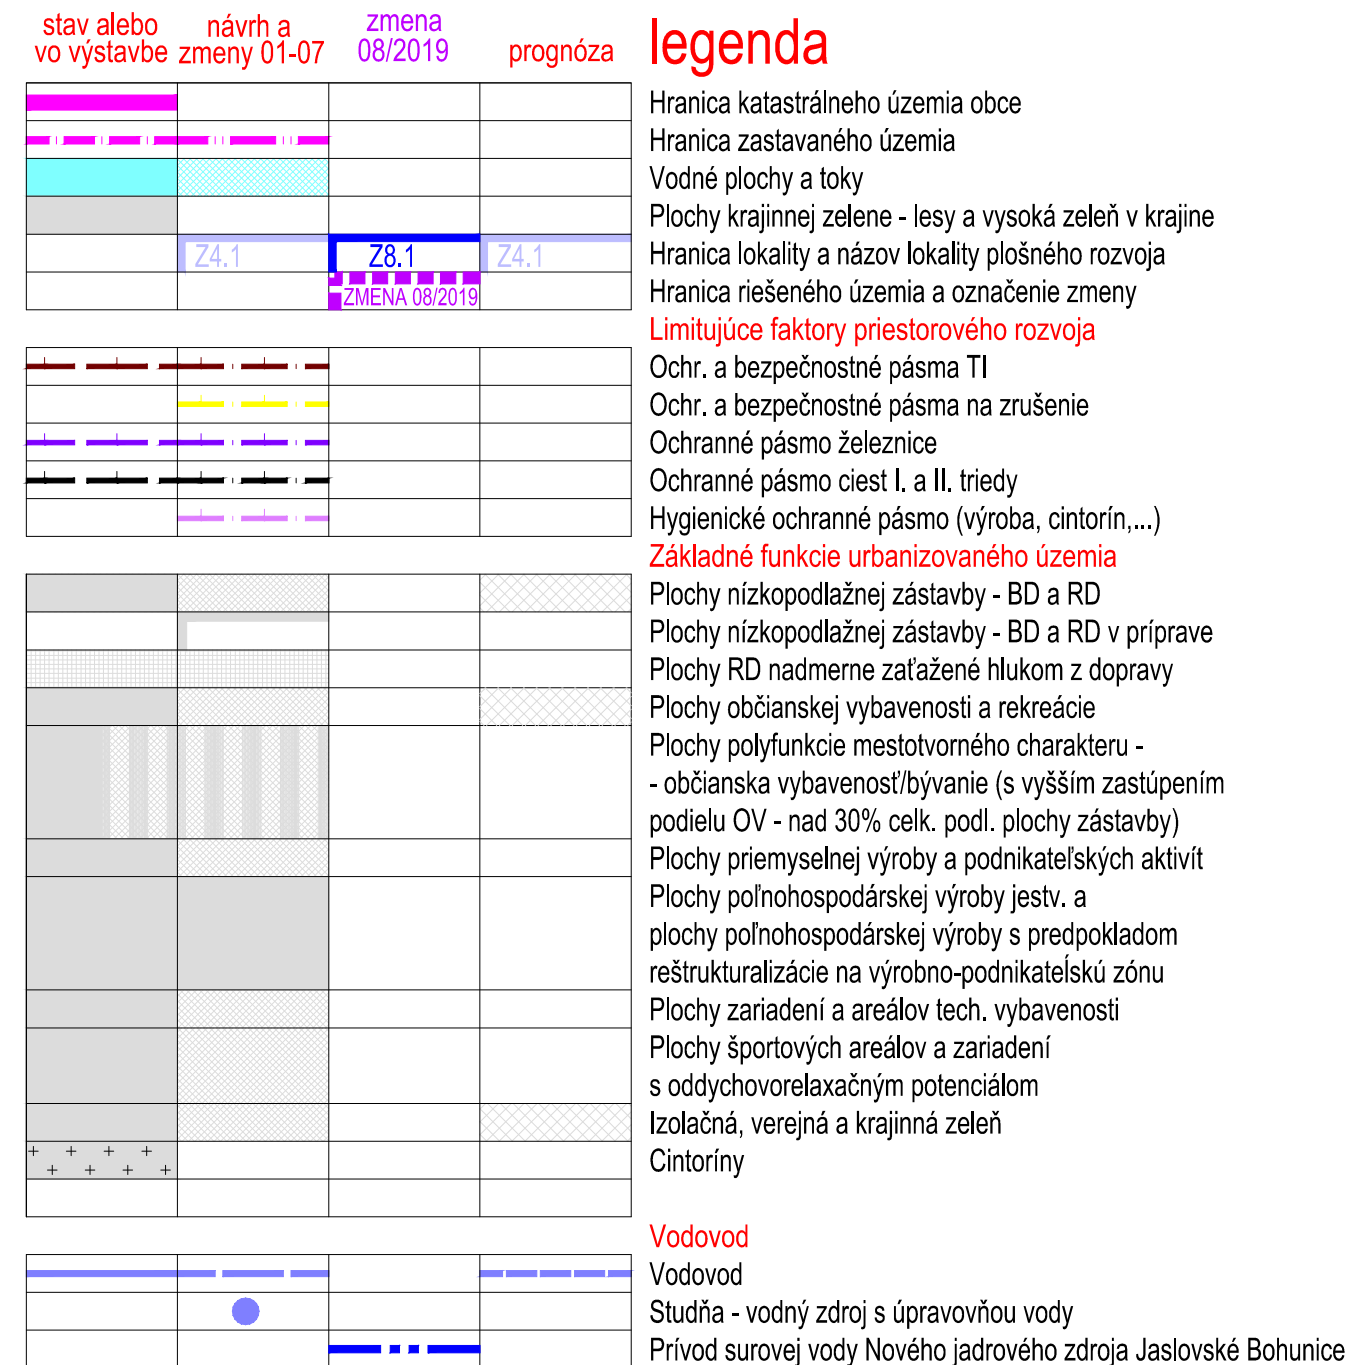 stav alebo
vo výstavbe
návrh a
zmeny 01-07
zmena
08/2019
prognóza
legenda
Hranica katastrálneho územia obce
Hranica zastavaného územia
Vodné plochy a toky
Plochy krajinnej zelene - lesy a vysoká zeleň v krajine
Z4.1
Z8.1
Z4.1
Hranica lokality a názov lokality plošného rozvoja
ZMENA 08/2019
Hranica riešeného územia a označenie zmeny
Limitujúce faktory priestorového rozvoja
Ochr. a bezpečnostné pásma TI
Ochr. a bezpečnostné pásma na zrušenie
Ochranné pásmo železnice
Ochranné pásmo ciest I. a II. triedy
Hygienické ochranné pásmo (výroba, cintorín,...)
Základné funkcie urbanizovaného územia
Plochy nízkopodlažnej zástavby - BD a RD
Plochy nízkopodlažnej zástavby - BD a RD v príprave
Plochy RD nadmerne zaťažené hlukom z dopravy
Plochy občianskej vybavenosti a rekreácie
Plochy polyfunkcie mestotvorného charakteru -
- občianska vybavenosť/bývanie (s vyšším zastúpením
podielu OV - nad 30% celk. podl. plochy zástavby)
Plochy priemyselnej výroby a podnikateľských aktivít
Plochy poľnohospodárskej výroby jestv. a
plochy poľnohospodárskej výroby s predpokladom
reštrukturalizácie na výrobno-podnikateĺskú zónu
Plochy zariadení a areálov tech. vybavenosti
Plochy športových areálov a zariadení
s oddychovorelaxačným potenciálom
Izolačná, verejná a krajinná zeleň
Cintoríny
Vodovod
Vodovod
Studňa - vodný zdroj s úpravovňou vody
Prívod surovej vody Nového jadrového zdroja Jaslovské Bohunice